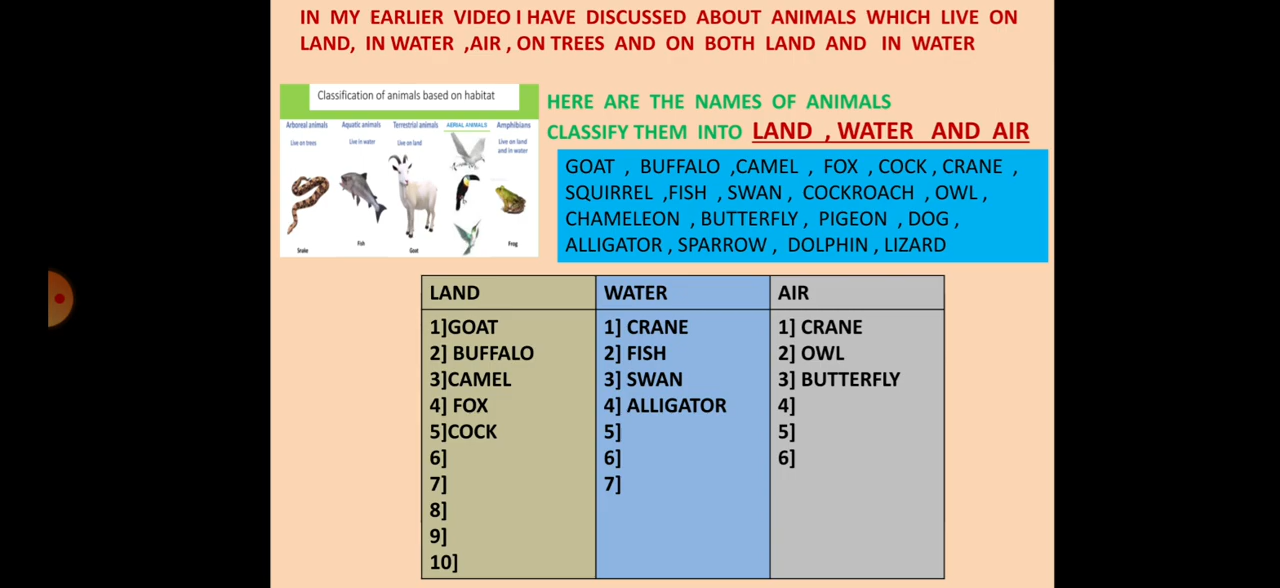 IN MY EARLIER VIDEO I HAVE DISCUSSED ABOUT ANIMALS WHICH LIVE ON
LAND, IN WATER ,AIR , ON TREES AND ON BOTH LAND AND IN WATER
Classification of animals based on habitat
Arboreal animals Aquatic animals Terrestrial animals AERIAL ANIMALS Amphibians
Live on trees Live in water Live on land Live on land
and in water
Snake Fish Goat Frog
HERE ARE THE NAMES OF ANIMALS
CLASSIFY THEM INTO LAND , WATER AND AIR
GOAT , BUFFALO ,CAMEL , FOX , COCK , CRANE ,
SQUIRREL ,FISH , SWAN , COCKROACH , OWL ,
CHAMELEON , BUTTERFLY , PIGEON , DOG ,
ALLIGATOR , SPARROW , DOLPHIN , LIZARD
LAND WATER AIR
1]GOAT 1] CRANE 1] CRANE
2] BUFFALO 2] FISH 2] OWL
3]CAMEL 3] SWAN 3] BUTTERFLY
4] FOX 4] ALLIGATOR 4]
5]COCK 5] 5]
6] 6] 6]
7] 7]
8]
9]
10]